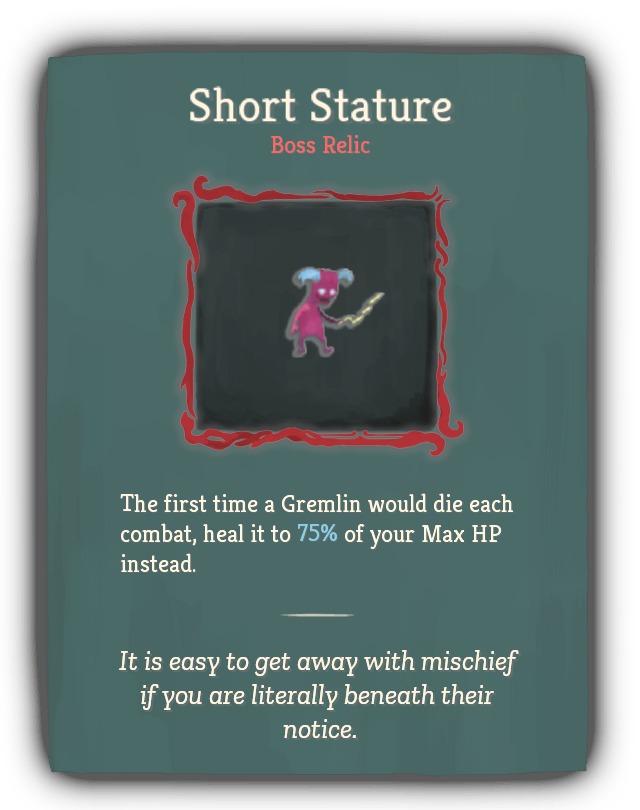 Short Stature
Boss Relic
The first time a Gremlin would die each
combat, heal it to 75% of your Max HP
instead.
It is easy to get away with mischief
if you are literally beneath their
notice.